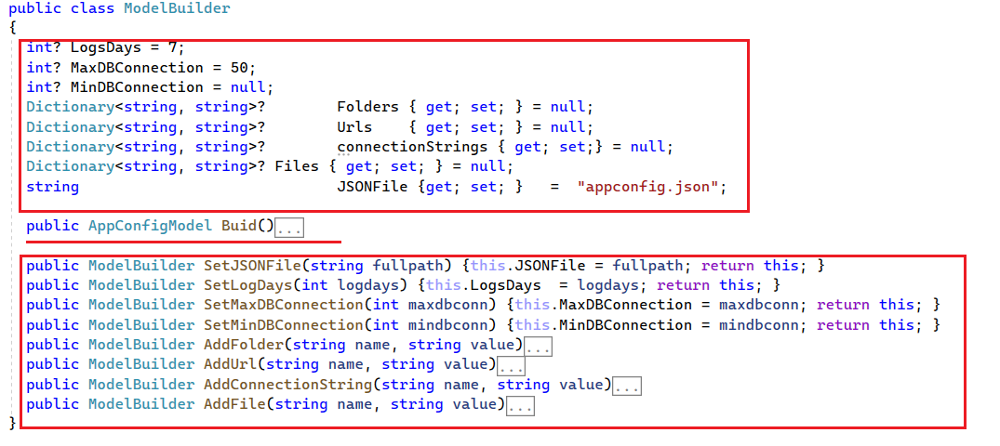 public class ModelBuilder
{
int? LogsDays = 7;
int? MaxDBConnection = 50;
int? MinDBConnection = null;
Dictionary<string, string>? Folders { get; set; } = null;
Dictionary<string, string>? Urls { get; set; } = null;
Dictionary<string, string>? connectionStrings { get; set;} = null;
Dictionary<string, string>? Files { get; set; } = null;
string JSONFile {get; set; } = "appconfig.json";
public AppConfigModel Buid()...
public ModelBuilder SetJSONFile(string fullpath) {this.JSONFile = fullpath; return this; }
public ModelBuilder SetLogDays(int logdays) {this.LogsDays = logdays; return this; }
public ModelBuilder SetMaxDBConnection(int maxdbconn) {this.MaxDBConnection = maxdbconn; return this; }
public ModelBuilder SetMinDBConnection(int mindbconn) {this.MinDBConnection = mindbconn; return this; }
public ModelBuilder AddFolder(string name, string value)...
public ModelBuilder AddUrl(string name, string value)...
public ModelBuilder AddConnectionString(string name, string value)...
public ModelBuilder AddFile(string name, string value)...
}